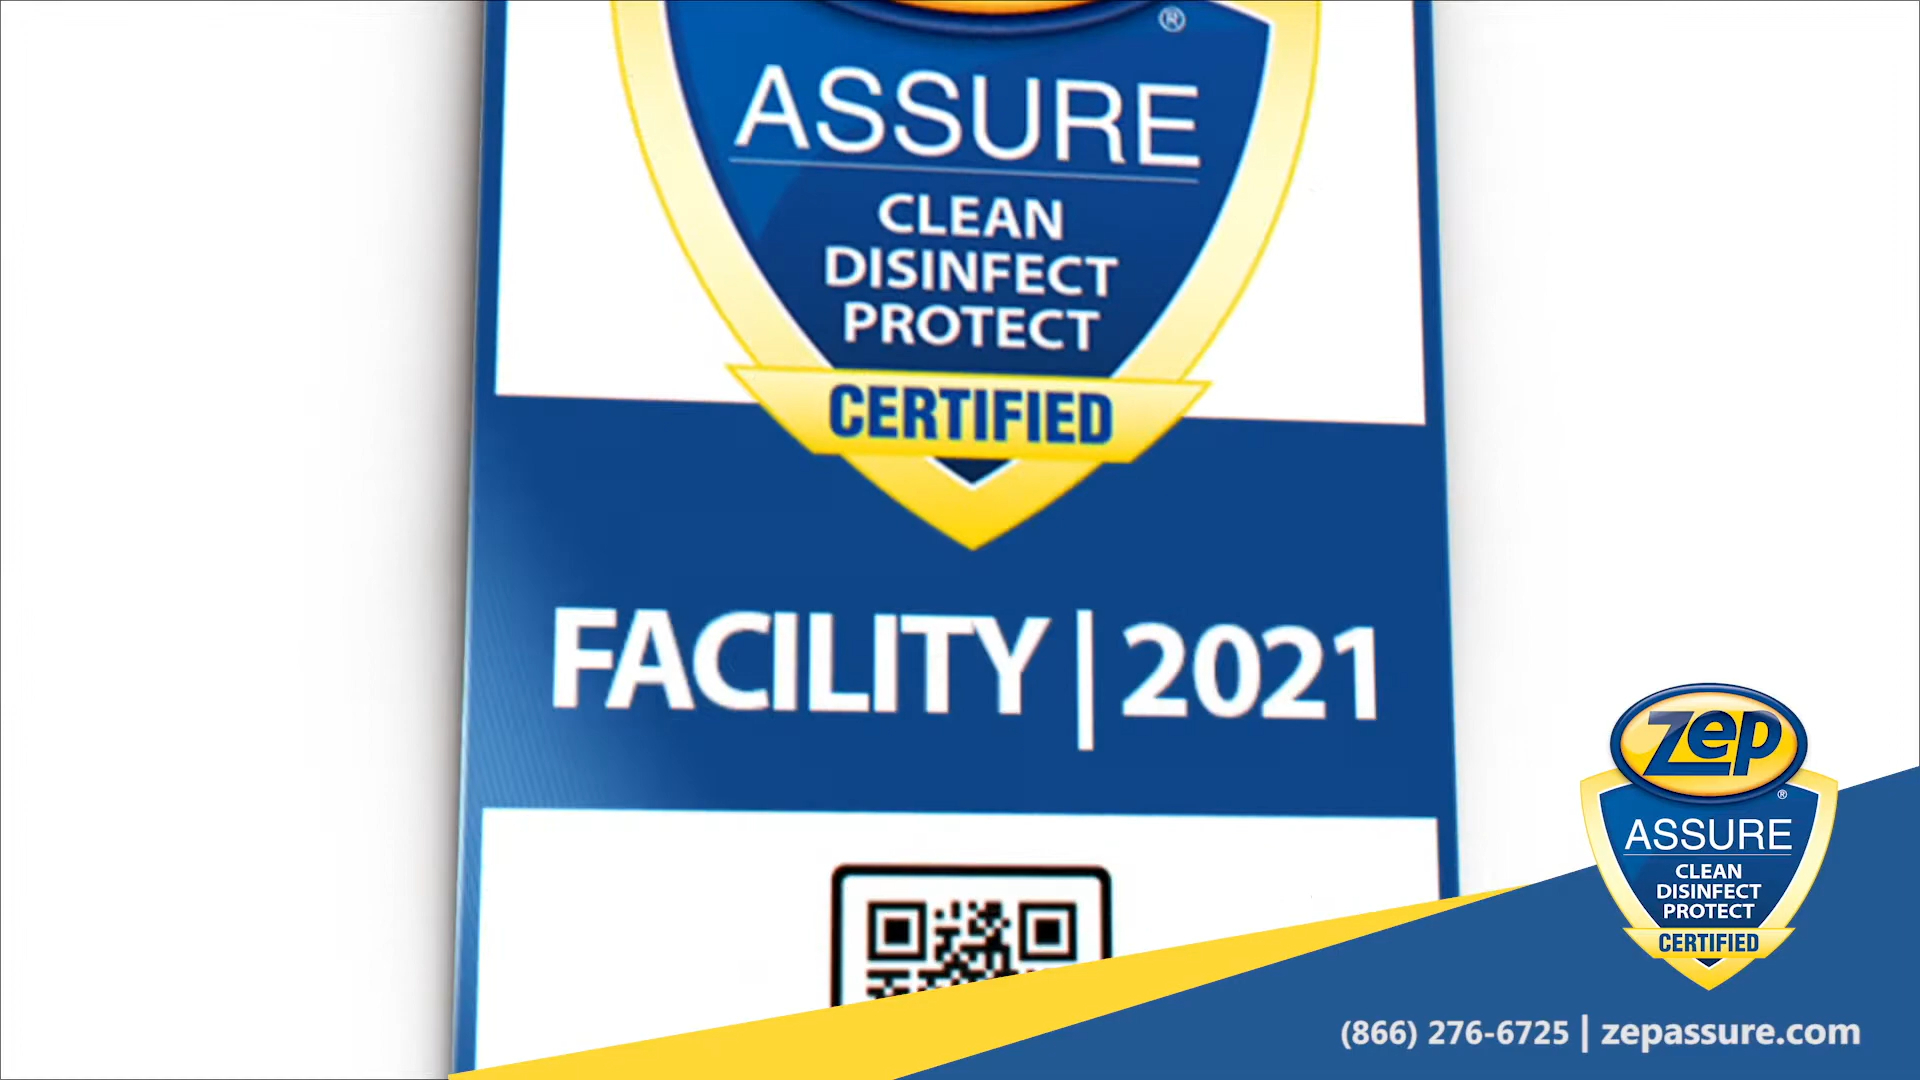 ®
ASSURE
CLEAN
DISINFECT
PROTECT
CERTIFIED
FACILITY | 2021
Zep
®
ASSURE
CLEAN
DISINFECT
PROTECT
CERTIFIED
(866) 276-6725 | zepassure.com